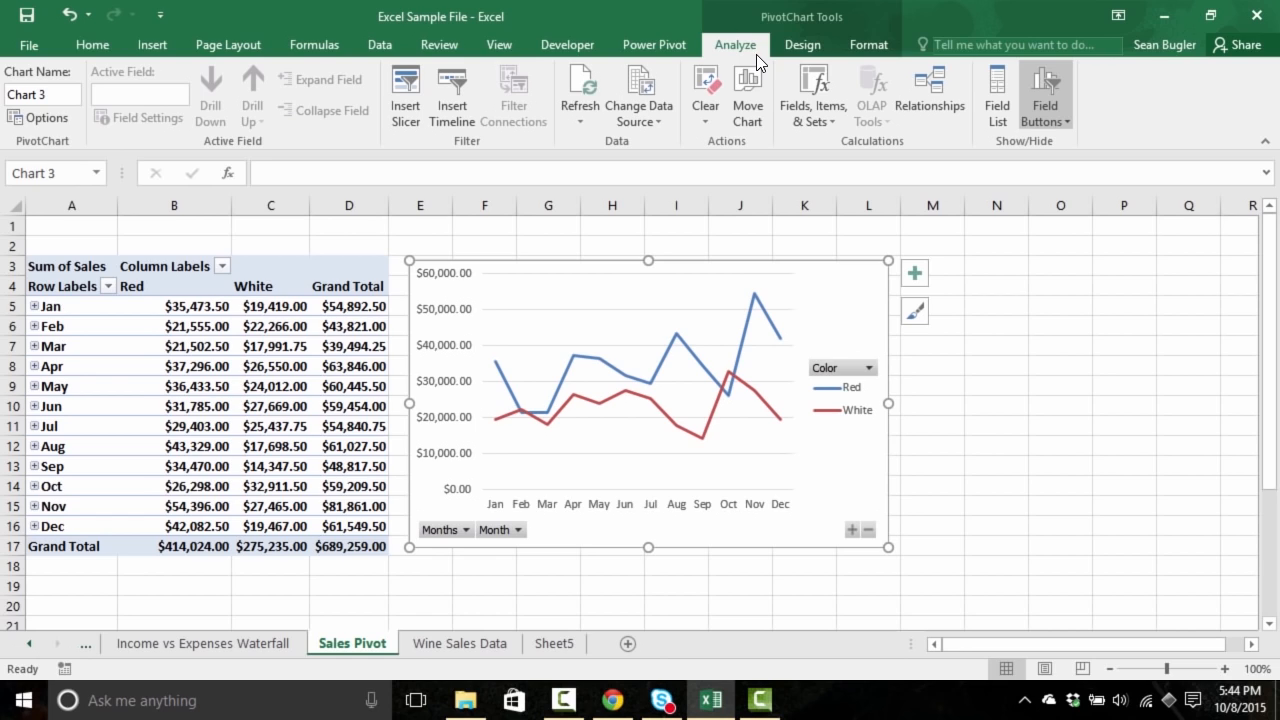 Excel Sample File - Excel
PivotChart Tools
File Home Insert Page Layout Formulas Data Review View Developer Power Pivot Analyze Design Format Tell me what you want to do... Sean Bugler Share
Chart Name:
Chart 3
Options
PivotChart
Active Field:
Field Settings
Drill Down
Drill Up
Expand Field
Collapse Field
Active Field
Insert Slicer
Insert Timeline
Filter Connections
Filter
Refresh
Change Data Source
Data
Clear
Move Chart
Actions
Fields, Items, & Sets
OLAP Tools
Relationships
Calculations
Field List
Field Buttons
Show/Hide
Chart 3
fx
A B C D E F G H I J K L M N O P Q R
1
2
3 Sum of Sales Column Labels
4 Row Labels Red White Grand Total
5 Jan $35,473.50 $19,419.00 $54,892.50
6 Feb $21,555.00 $22,266.00 $43,821.00
7 Mar $21,502.50 $17,991.75 $39,494.25
8 Apr $37,296.00 $26,550.00 $63,846.00
9 May $36,433.50 $24,012.00 $60,445.50
10 Jun $31,785.00 $27,669.00 $59,454.00
11 Jul $29,403.00 $25,437.75 $54,840.75
12 Aug $43,329.00 $17,698.50 $61,027.50
13 Sep $34,470.00 $14,347.50 $48,817.50
14 Oct $26,298.00 $32,911.50 $59,209.50
15 Nov $54,396.00 $27,465.00 $81,861.00
16 Dec $42,082.50 $19,467.00 $61,549.50
17 Grand Total $414,024.00 $275,235.00 $689,259.00
18
19
20
21
$60,000.00
$50,000.00
$40,000.00
$30,000.00
$20,000.00
$10,000.00
$0.00
Jan Feb Mar Apr May Jun Jul Aug Sep Oct Nov Dec
Months Month
Color
Red
White
... Income vs Expenses Waterfall Sales Pivot Wine Sales Data Sheet5
Ready
100%
Ask me anything
5:44 PM
10/8/2015